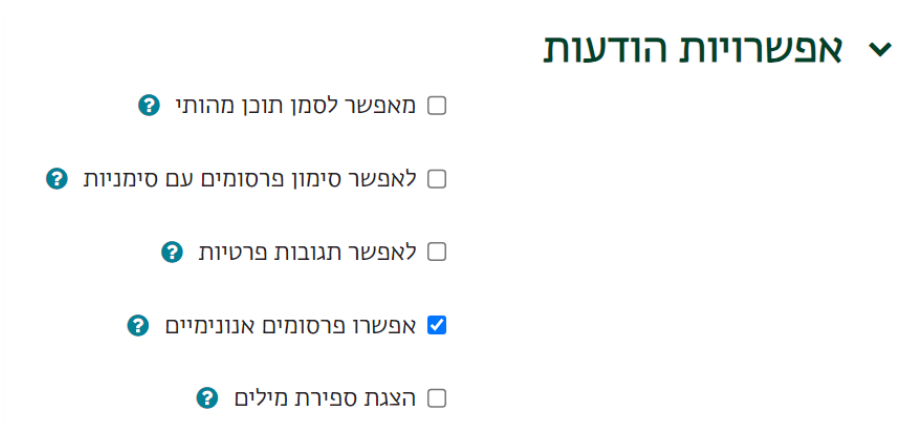 אפשרויות הודעות
מאפשר לסמן תוכן מהותי ?
לאפשר סימון פרסומים עם סימניות ?
לאפשר תגובות פרטיות ?
אפשרו פרסומים אנונימיים ?
הצגת ספירת מילים ?